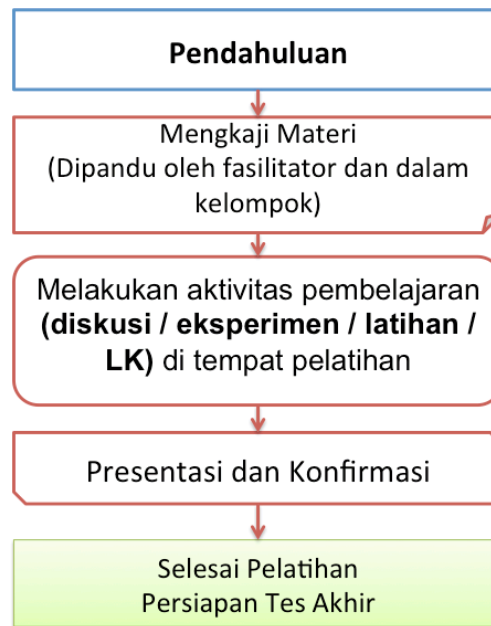 Pendahuluan
Mengkaji Materi
(Dipandu oleh fasilitator dan dalam
kelompok)
Melakukan aktivitas pembelajaran
(diskusi / eksperimen / latihan /
LK) di tempat pelatihan
Presentasi dan Konfirmasi
Selesai Pelatihan
Persiapan Tes Akhir